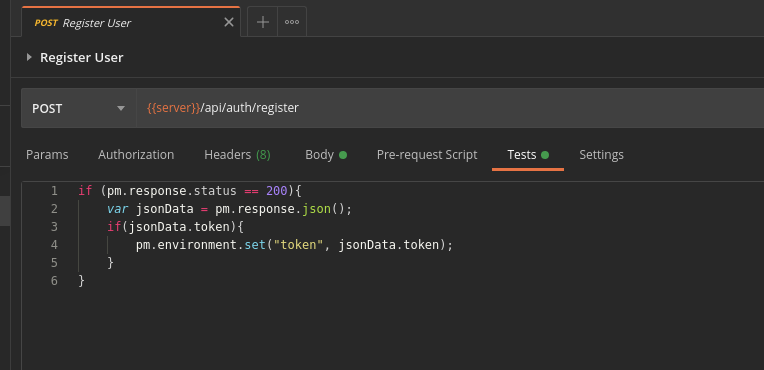 POST Register User
Register User
POST {{server}}/api/auth/register
Params Authorization Headers (8) Body Pre-request Script Tests Settings
1 if (pm.response.status == 200){
2 var jsonData = pm.response.json();
3 if(jsonData.token){
4 pm.environment.set("token", jsonData.token);
5 }
6 }